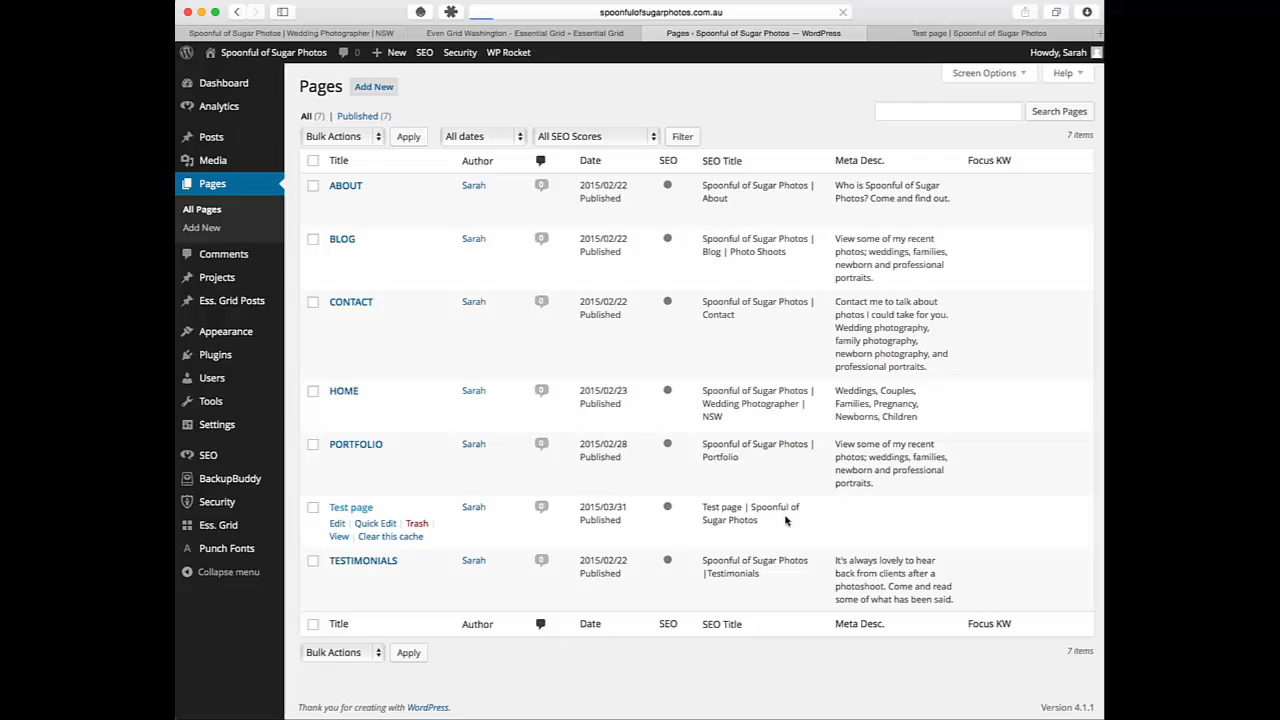 spoonfulofsugarphotos.com.au
Spoonful of Sugar Photos | Wedding Photographer | NSW
Even Grid Washington - Essential Grid + Essential Grid
Pages - Spoonful of Sugar Photos — WordPress
Test page | Spoonful of Sugar Photos
Spoonful of Sugar Photos 0 + New SEO Security WP Rocket Howdy, Sarah
Dashboard
Analytics
Posts
Media
Pages
All Pages
Add New
Comments
Projects
Ess. Grid Posts
Appearance
Plugins
Users
Tools
Settings
SEO
BackupBuddy
Security
Ess. Grid
Punch Fonts
Collapse menu
Screen Options Help
Pages Add New
All (7) | Published (7)
Search Pages
Bulk Actions Apply All dates All SEO Scores Filter 7 items
Title Author Date SEO SEO Title Meta Desc. Focus KW
ABOUT Sarah 0 2015/02/22 Spoonful of Sugar Photos | Who is Spoonful of Sugar
Published About Photos? Come and find out.
BLOG Sarah 0 2015/02/22 Spoonful of Sugar Photos | View some of my recent
Published Blog | Photo Shoots photos; weddings, families,
newborn and professional
portraits.
CONTACT Sarah 0 2015/02/22 Spoonful of Sugar Photos | Contact me to talk about
Published Contact photos I could take for you.
Wedding photography,
family photography,
newborn photography, and
professional portraits.
HOME Sarah 0 2015/02/23 Spoonful of Sugar Photos | Weddings, Couples,
Published Wedding Photographer | Families, Pregnancy,
NSW Newborns, Children
PORTFOLIO Sarah 0 2015/02/28 Spoonful of Sugar Photos | View some of my recent
Published Portfolio photos; weddings, families,
newborn and professional
portraits.
Test page Sarah 0 2015/03/31 Test page | Spoonful of
Edit | Quick Edit | Trash | Published Sugar Photos
View | Clear this cache
TESTIMONIALS Sarah 0 2015/02/22 Spoonful of Sugar Photos It's always lovely to hear
Published |Testimonials back from clients after a
photoshoot. Come and read
some of what has been said.
Title Author Date SEO SEO Title Meta Desc. Focus KW
Bulk Actions Apply 7 items
Thank you for creating with WordPress. Version 4.1.1